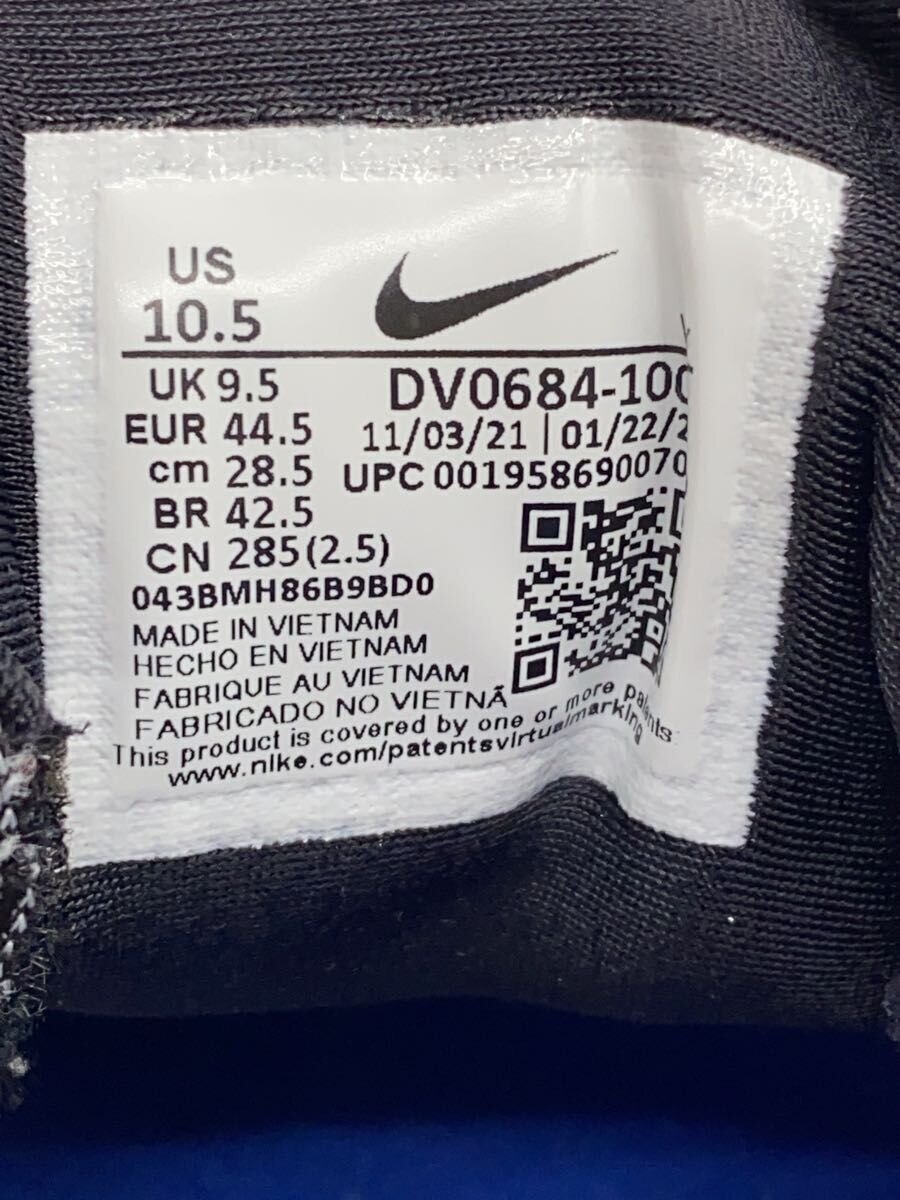 US
10.5
UK 9.5
EUR 44.5
cm 28.5
BR 42.5
CN 285(2.5)
DV0684-10
11/03/21 | 01/22/2
UPC 001958690070
043BMH86B9BD0
MADE IN VIETNAM
HECHO EN VIETNAM
FABRIQUE AU VIETNAM
FABRICADO NO VIETNÃ
This product is covered by one or more patents
www.nike.com/patentsvirtualmarking